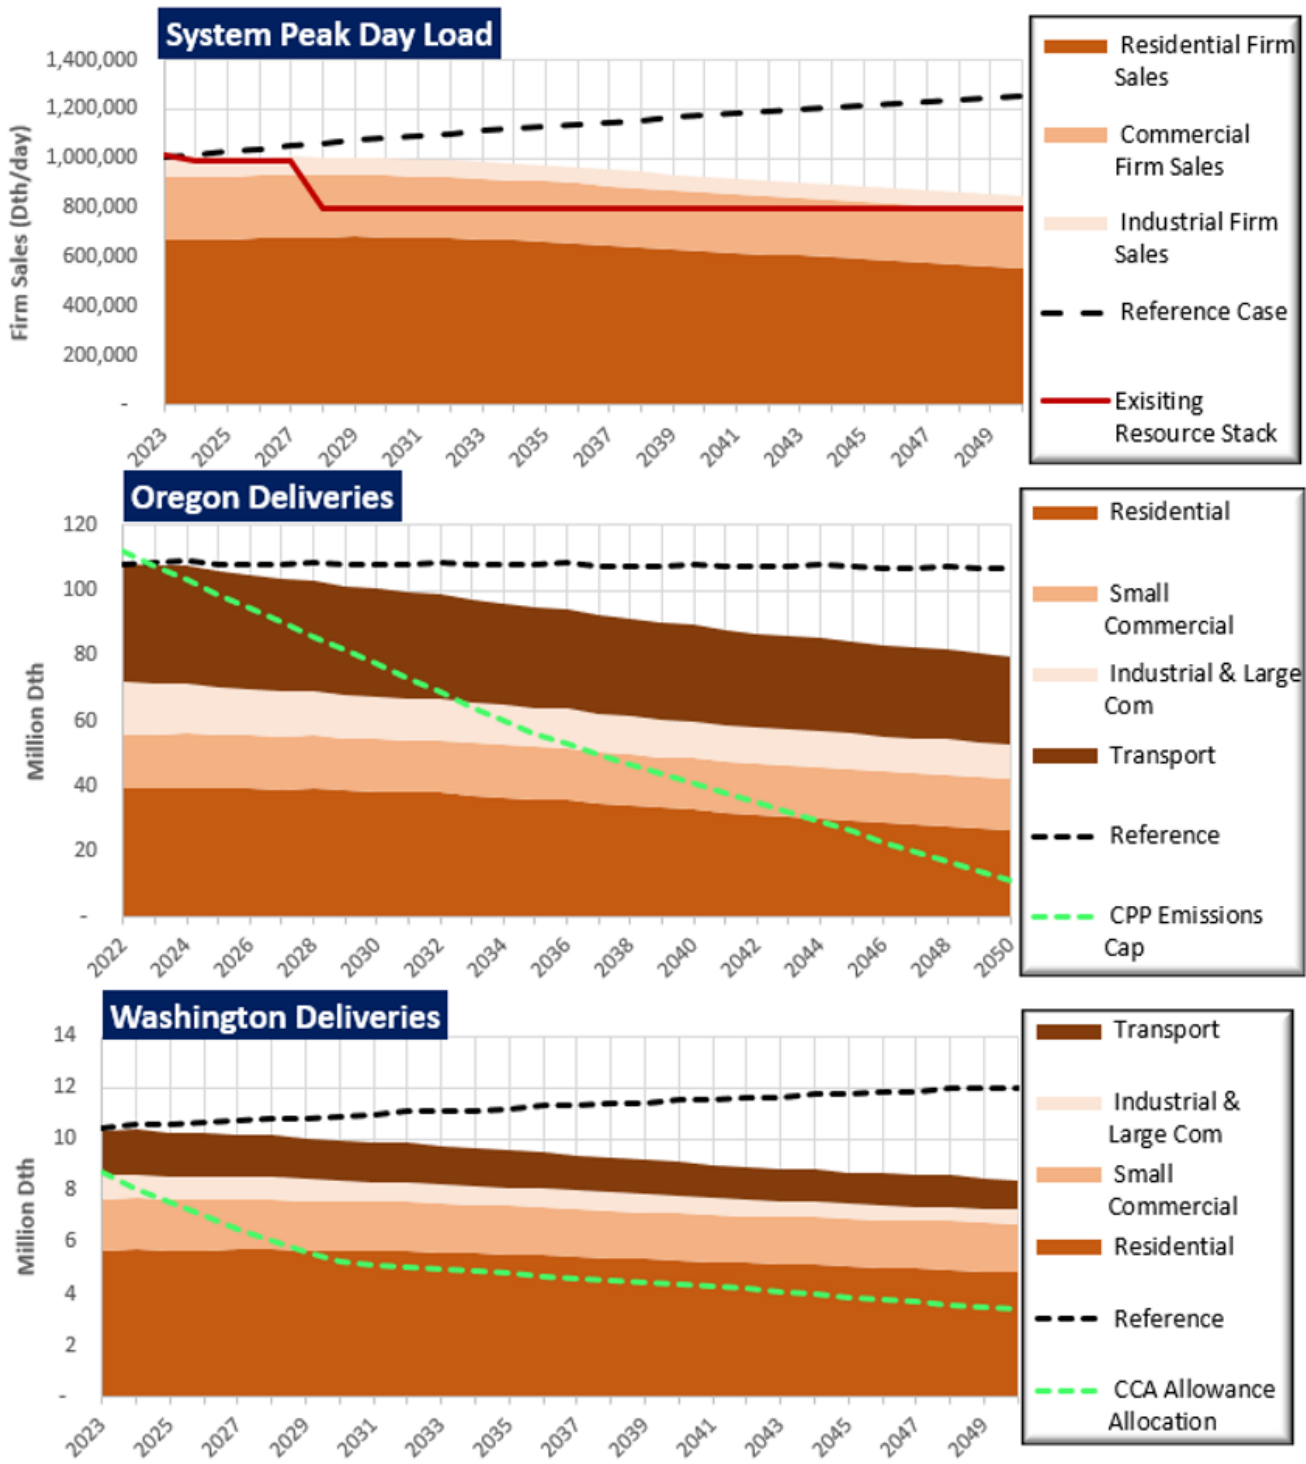 System Peak Day Load
Firm Sales (Dth/day)
1,400,000
1,200,000
1,000,000
800,000
600,000
400,000
200,000
-
2023
2025
2027
2029
2031
2033
2035
2037
2039
2041
2043
2045
2047
2049
Residential Firm
Sales
Commercial
Firm Sales
Industrial Firm
Sales
Reference Case
Exisiting
Resource Stack
Oregon Deliveries
Million Dth
120
100
80
60
40
20
-
2022
2024
2026
2028
2030
2032
2034
2036
2038
2040
2042
2044
2046
2048
2050
Residential
Small
Commercial
Industrial & Large
Com
Transport
Reference
CPP Emissions
Cap
Washington Deliveries
Million Dth
14
12
10
8
6
4
2
-
2023
2025
2027
2029
2031
2033
2035
2037
2039
2041
2043
2045
2047
2049
Transport
Industrial &
Large Com
Small
Commercial
Residential
Reference
CCA Allowance
Allocation